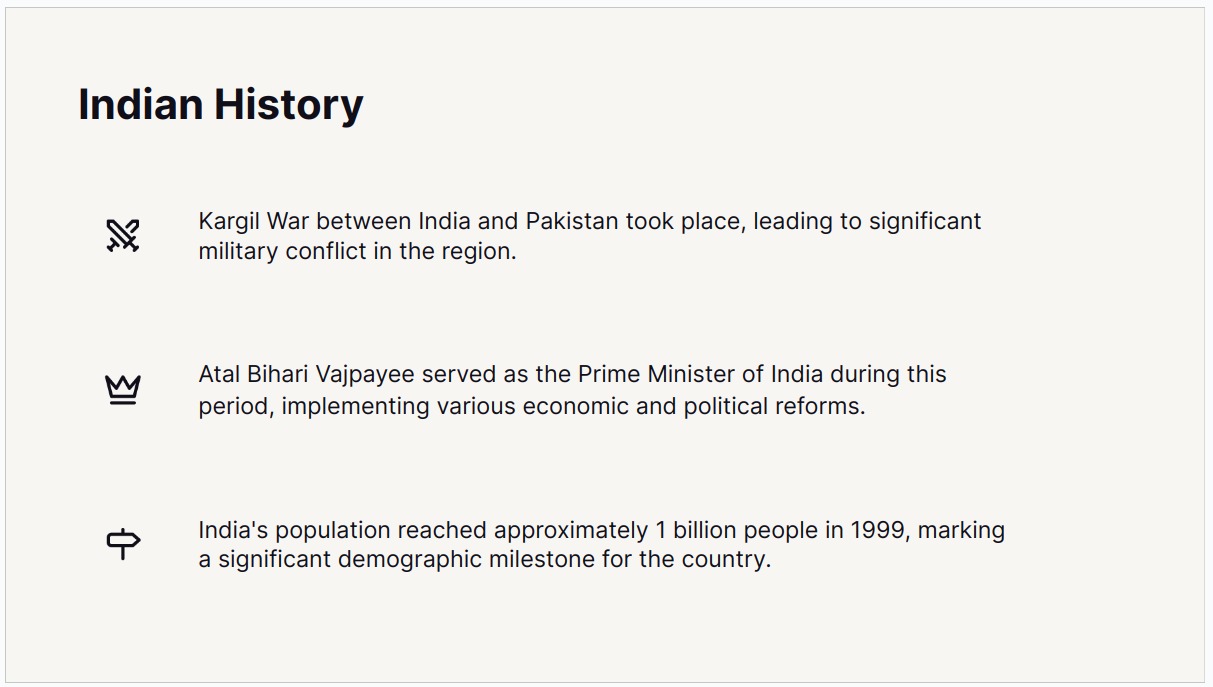 Indian History
Kargil War between India and Pakistan took place, leading to significant
military conflict in the region.
Atal Bihari Vajpayee served as the Prime Minister of India during this
period, implementing various economic and political reforms.
India's population reached approximately 1 billion people in 1999, marking
a significant demographic milestone for the country.